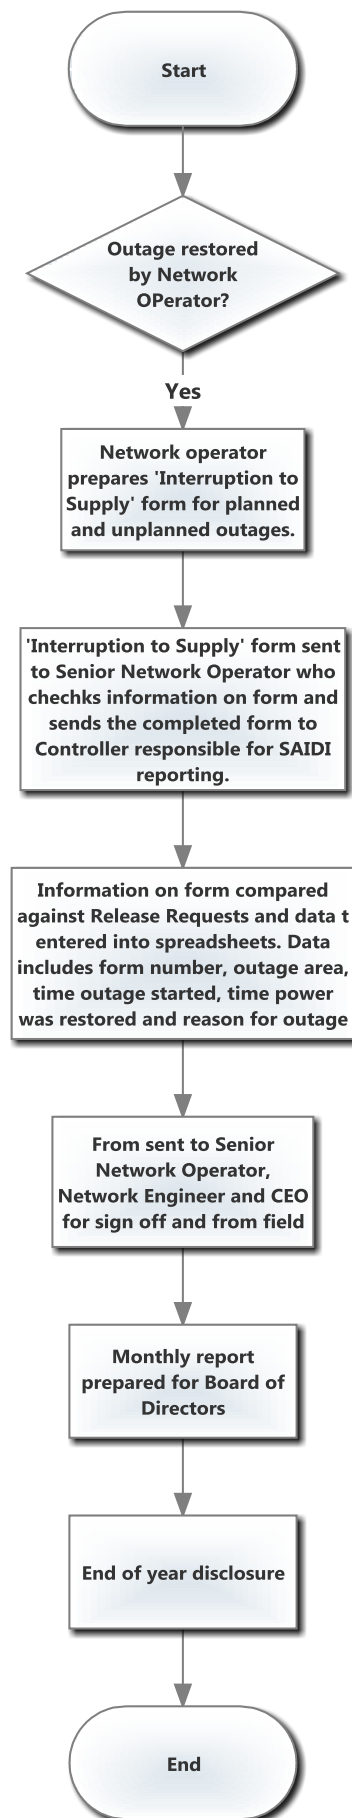 Start
Outage restored
by Network
OPerator?
Yes
Network operator
prepares 'Interruption to
Supply' form for planned
and unplanned outages.
'Interruption to Supply' form sent
to Senior Network Operator who
chechks information on form and
sends the completed form to
Controller responsible for SAIDI
reporting.
Information on form compared
against Release Requests and data t
entered into spreadsheets. Data
includes form number, outage area,
time outage started, time power
was restored and reason for outage
From sent to Senior
Network Operator,
Network Engineer and CEO
for sign off and from field
Monthly report
prepared for Board of
Directors
End of year disclosure
End